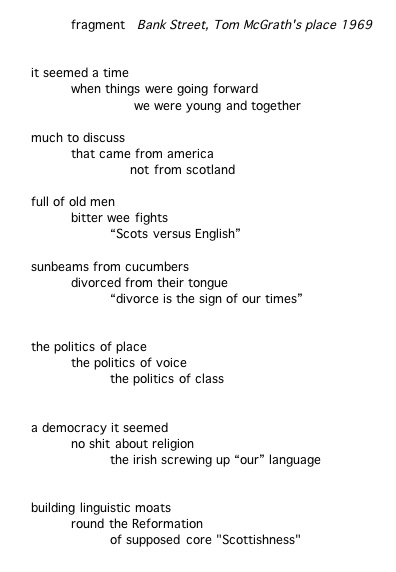 fragment Bank Street, Tom McGrath's place 1969
it seemed a time
when things were going forward
we were young and together
much to discuss
that came from america
not from scotland
full of old men
bitter wee fights
“Scots versus English”
sunbeams from cucumbers
divorced from their tongue
“divorce is the sign of our times”
the politics of place
the politics of voice
the politics of class
a democracy it seemed
no shit about religion
the irish screwing up “our” language
building linguistic moats
round the Reformation
of supposed core "Scottishness"